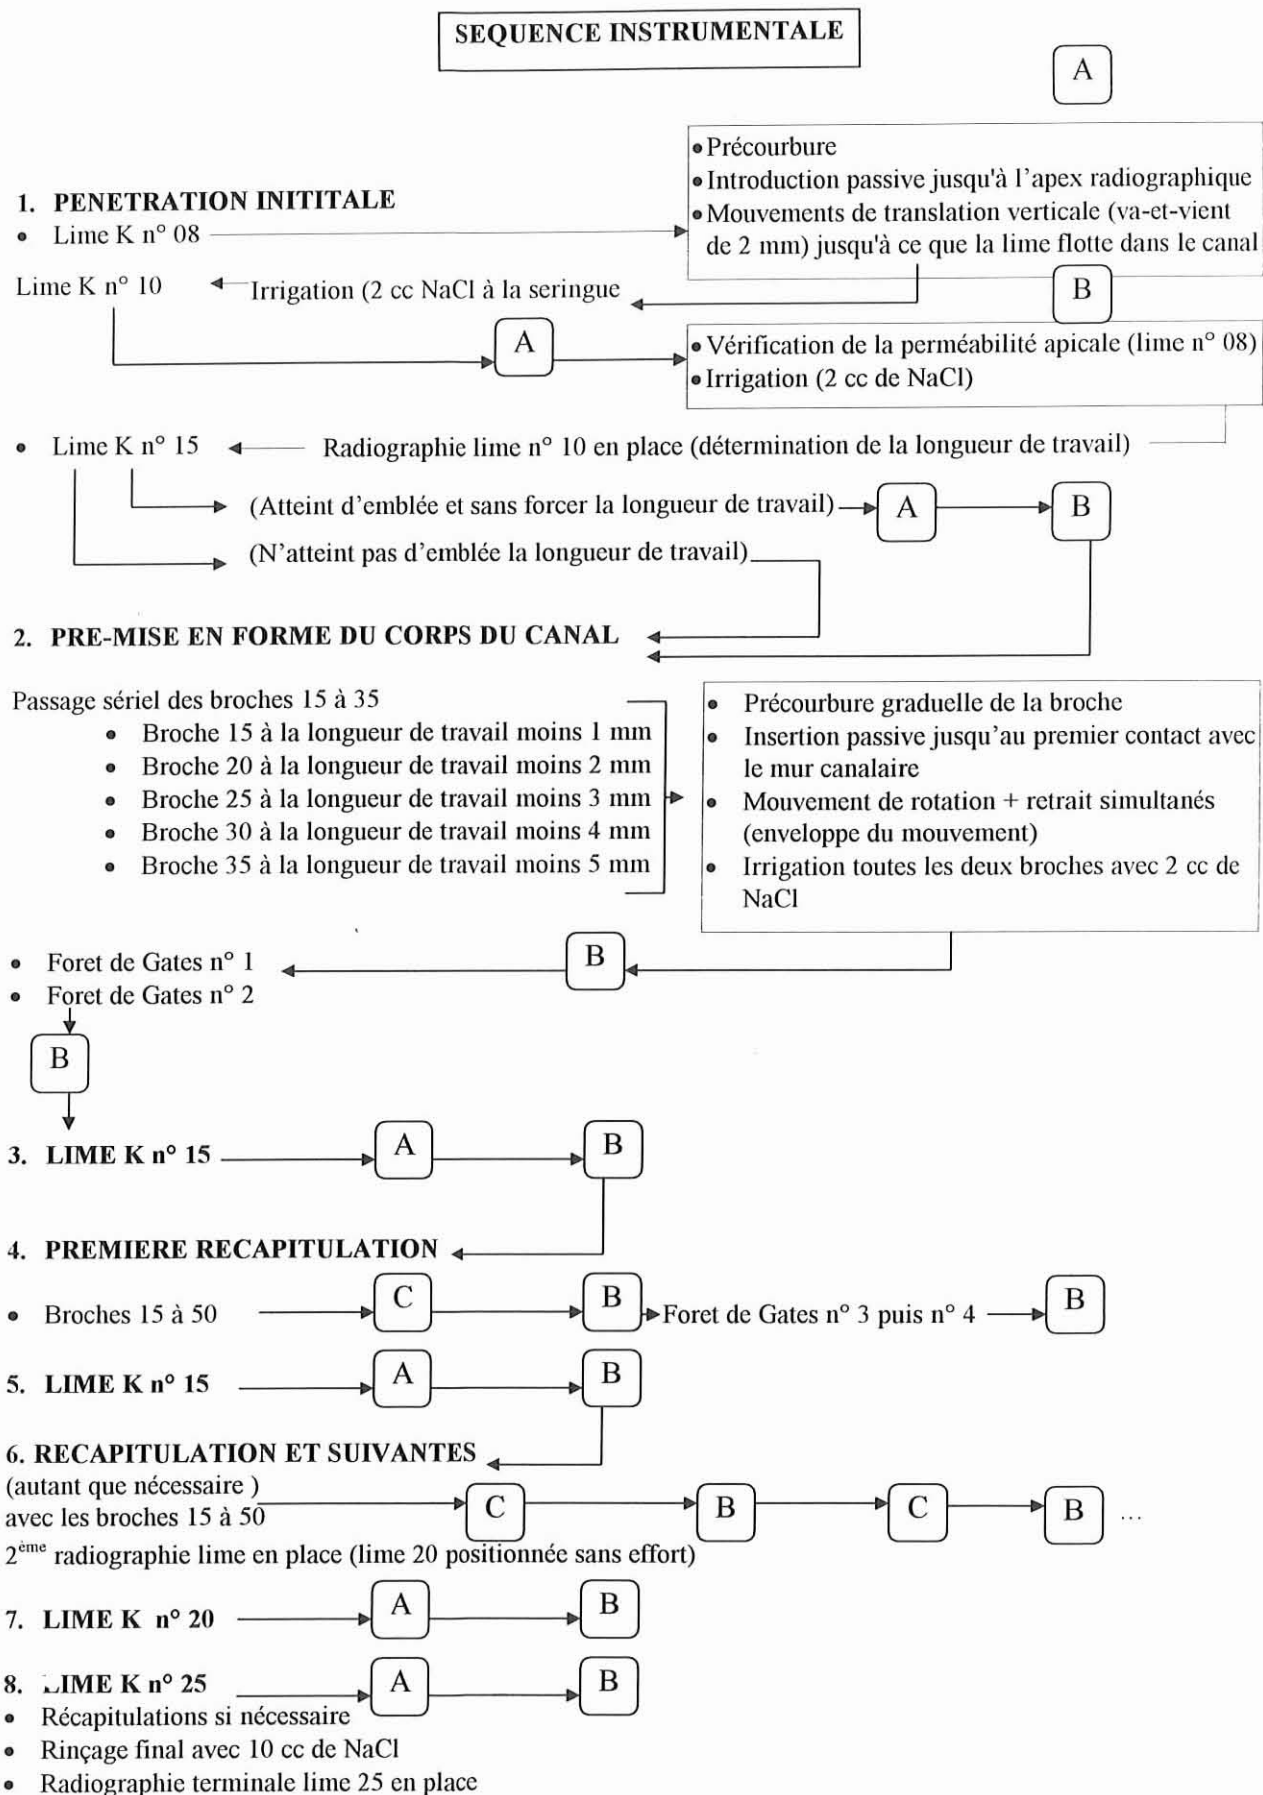 SEQUENCE INSTRUMENTALE
A
• Précourbure
• Introduction passive jusqu'à l'apex radiographique
• Mouvements de translation verticale (va-et-vient
de 2 mm) jusqu'à ce que la lime flotte dans le canal
1. PENETRATION INITITALE
• Lime K n° 08
Lime K n° 10
Irrigation (2 cc NaCl à la seringue
B
A
• Vérification de la perméabilité apicale (lime n° 08)
• Irrigation (2 cc de NaCl)
• Lime K n° 15
Radiographie lime n° 10 en place (détermination de la longueur de travail)
(Atteint d'emblée et sans forcer la longueur de travail)
A
B
(N'atteint pas d'emblée la longueur de travail)
2. PRE-MISE EN FORME DU CORPS DU CANAL
Passage sériel des broches 15 à 35
• Broche 15 à la longueur de travail moins 1 mm
• Broche 20 à la longueur de travail moins 2 mm
• Broche 25 à la longueur de travail moins 3 mm
• Broche 30 à la longueur de travail moins 4 mm
• Broche 35 à la longueur de travail moins 5 mm
• Précourbure graduelle de la broche
• Insertion passive jusqu'au premier contact avec
le mur canalaire
• Mouvement de rotation + retrait simultanés
(enveloppe du mouvement)
• Irrigation toutes les deux broches avec 2 cc de
NaCl
B
• Foret de Gates n° 1
• Foret de Gates n° 2
B
3. LIME K n° 15
A
B
4. PREMIERE RECAPITULATION
• Broches 15 à 50
C
B
Foret de Gates n° 3 puis n° 4
B
5. LIME K n° 15
A
B
6. RECAPITULATION ET SUIVANTES
(autant que nécessaire )
avec les broches 15 à 50
C
B
C
B
...
2ème radiographie lime en place (lime 20 positionnée sans effort)
7. LIME K n° 20
A
B
8. LIME K n° 25
A
B
• Récapitulations si nécessaire
• Rinçage final avec 10 cc de NaCl
• Radiographie terminale lime 25 en place